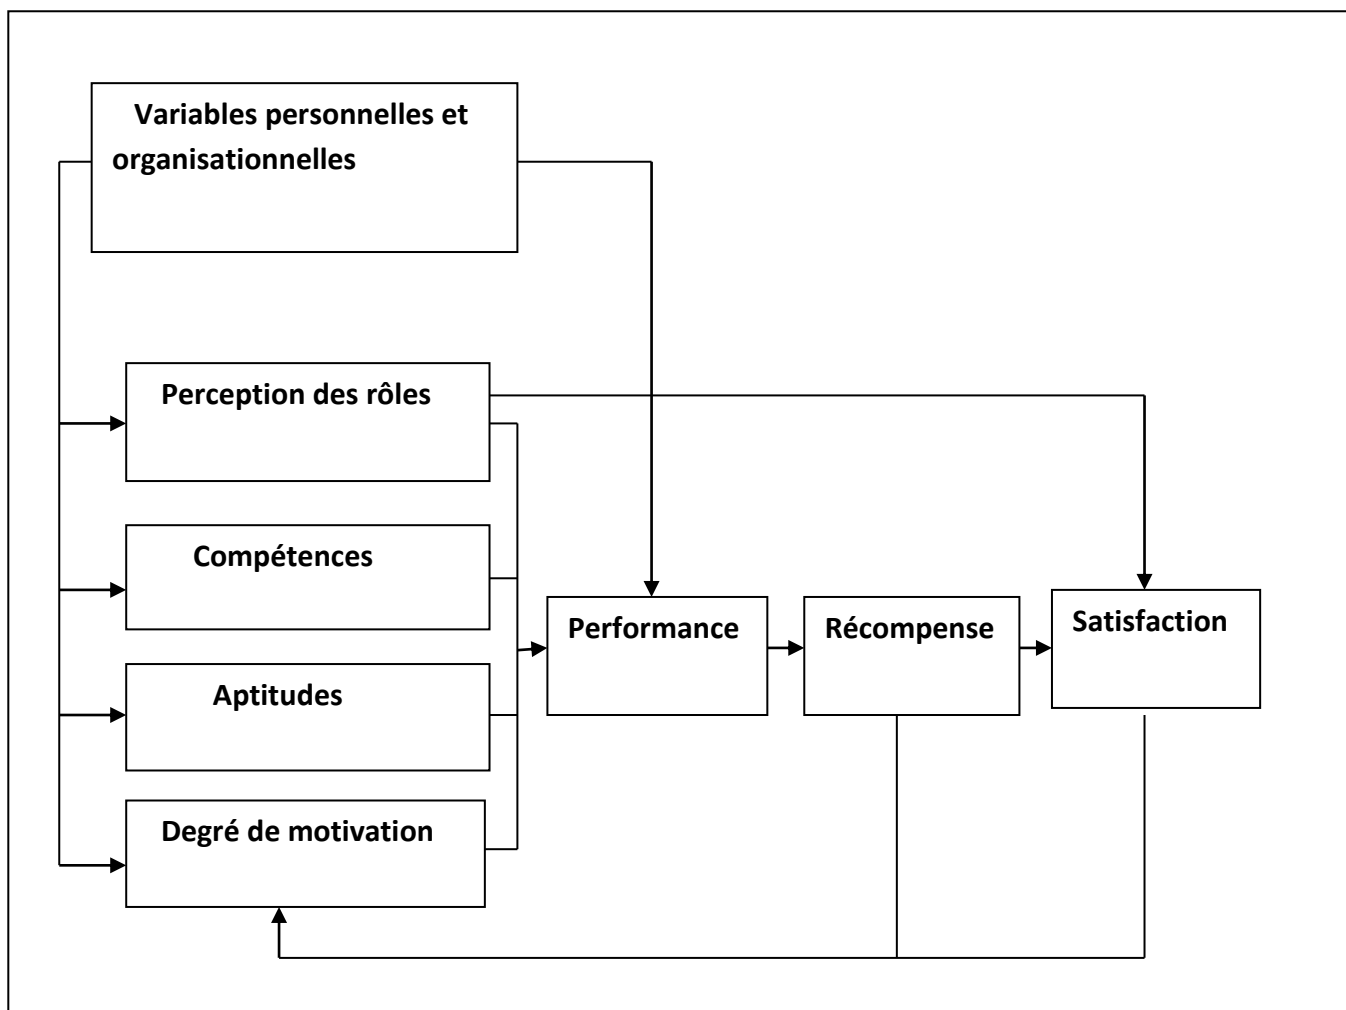 Variables personnelles et
organisationnelles
Perception des rôles
Compétences
Aptitudes
Degré de motivation
Performance
Récompense
Satisfaction